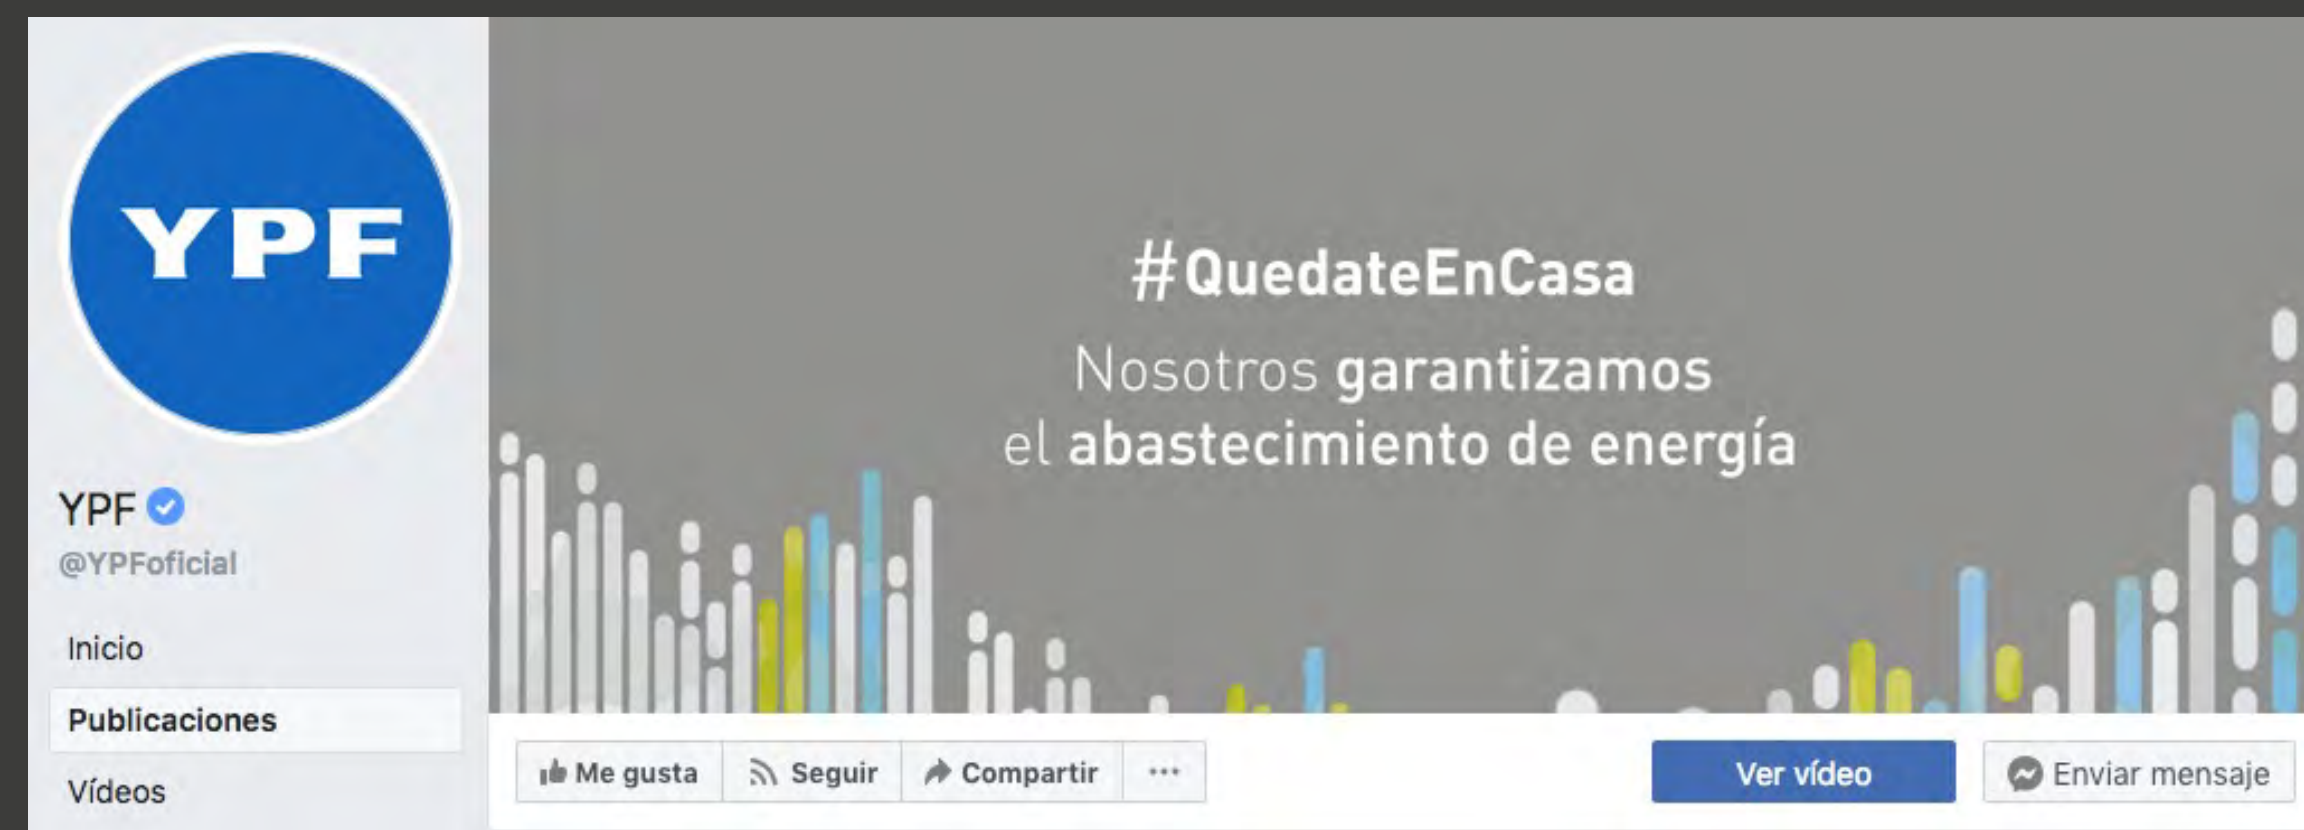 YPF
YPF
@YPFoficial
Inicio
Publicaciones
Vídeos
#QuedateEnCasa
Nosotros garantizamos
el abastecimiento de energía
Me gusta
Seguir
Compartir
...
Ver vídeo
Enviar mensaje